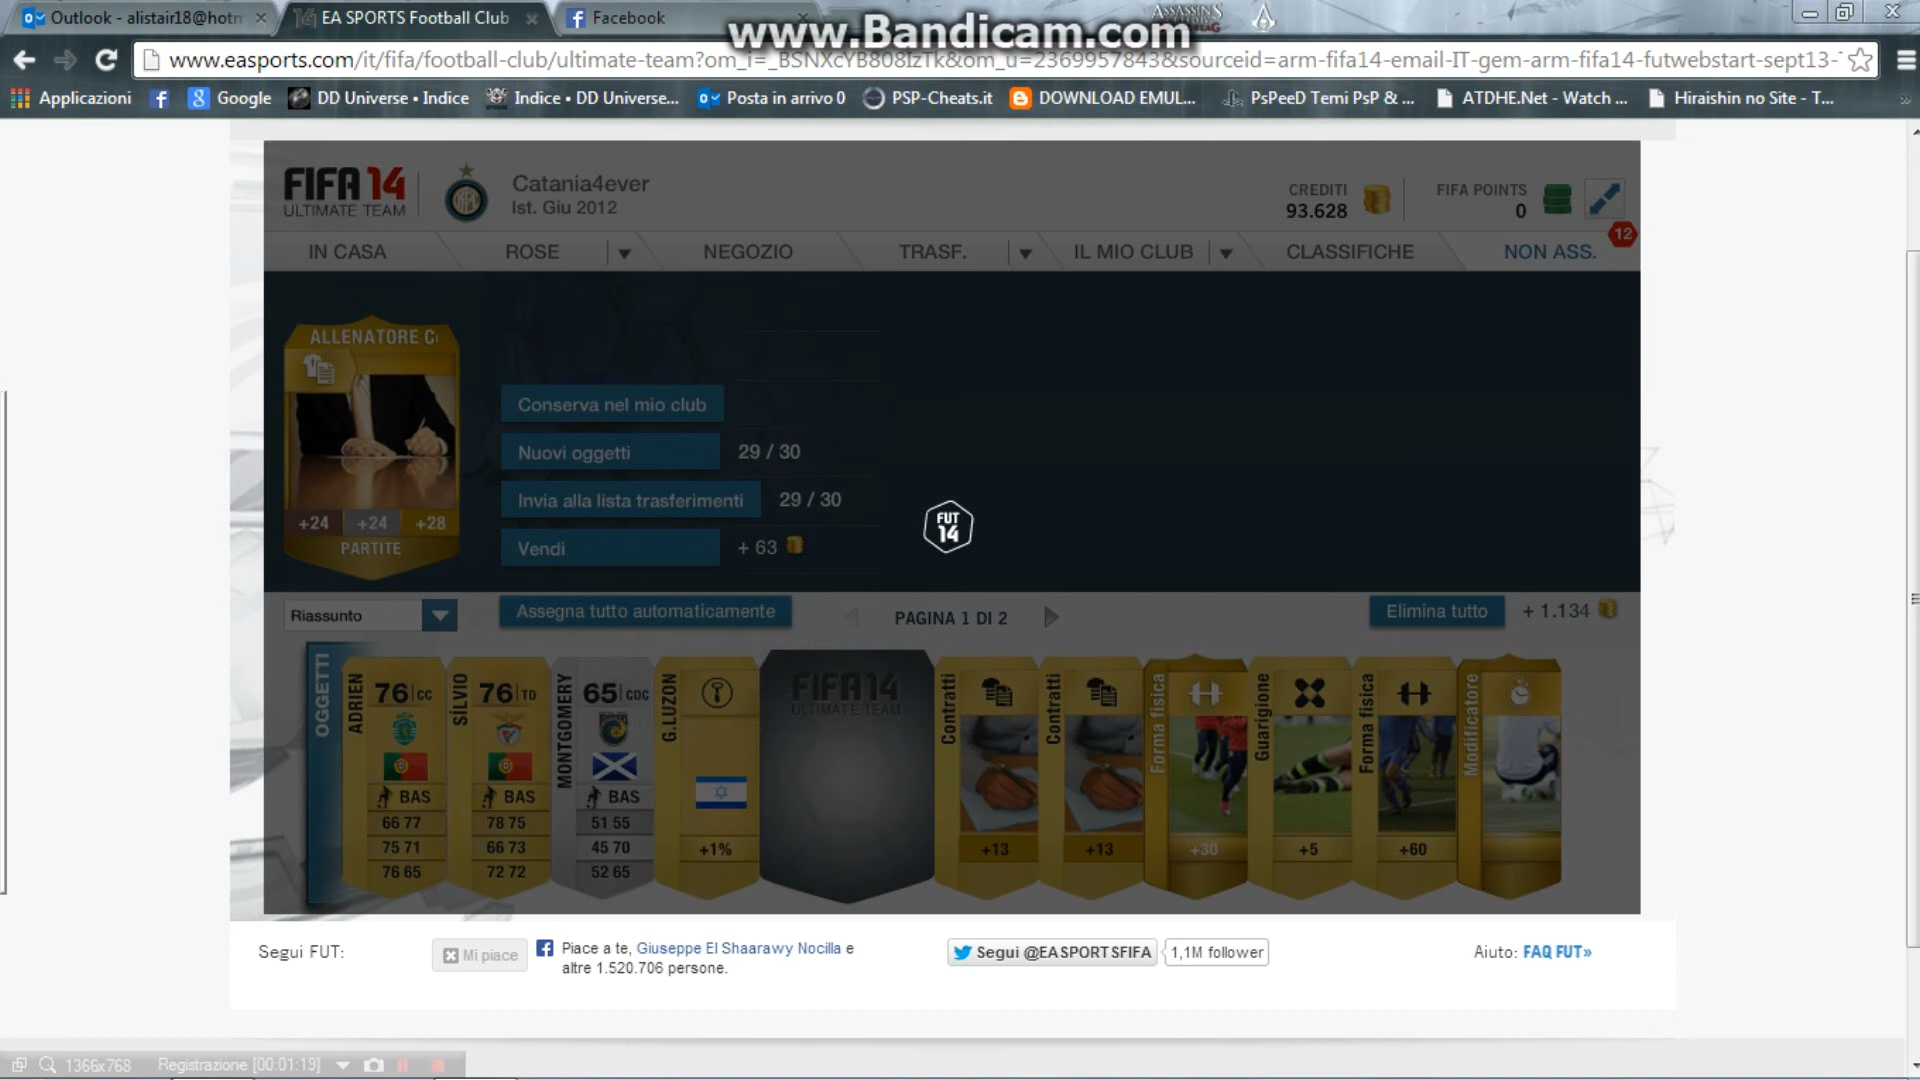 Outlook - alistair18@hotm
EA SPORTS Football Club
Facebook
www.Bandicam.com
www.easports.com/it/fifa/football-club/ultimate-team?om_i=_BSNXcYB808IzTk&om_u=2369957843&sourceid=arm-fifa14-email-IT-gem-arm-fifa14-futwebstart-sept13-
Applicazioni
Google
DD Universe • Indice
Indice • DD Universe...
Posta in arrivo 0
PSP-Cheats.it
DOWNLOAD EMUL...
PsPeeD Temi PsP & ...
ATDHE.Net - Watch ...
Hiraishin no Site - T...
FIFA 14
ULTIMATE TEAM
Catania4ever
Ist. Giu 2012
CREDITI
93.628
FIFA POINTS
0
IN CASA
ROSE
NEGOZIO
TRASF.
IL MIO CLUB
CLASSIFICHE
NON ASS.
12
ALLENATORE C
+24 +24 +28
PARTITE
Conserva nel mio club
Nuovi oggetti 29 / 30
Invia alla lista trasferimenti 29 / 30
Vendi + 63
FUT
14
Riassunto
Assegna tutto automaticamente
PAGINA 1 DI 2
Elimina tutto + 1.134
OGGETTI
ADRIEN
76 CC
BAS
66 77
75 71
76 65
SÍLVIO
76 TD
BAS
78 75
66 73
72 72
MONTGOMERY
65 COC
BAS
51 55
45 70
52 65
G.LUZON
+1%
FIFA 14
ULTIMATE TEAM
Contratti
+13
Contratti
+13
Forma fisica
+30
Guarigione
+5
Forma fisica
+60
Modificatore
Segui FUT:
Mi piace
Piace a te, Giuseppe El Shaarawy Nocilla e
altre 1.520.706 persone.
Segui @EASPORTSFIFA
1,1M follower
Aiuto: FAQ FUT»
1366x768
Registrazione [00:01:19]